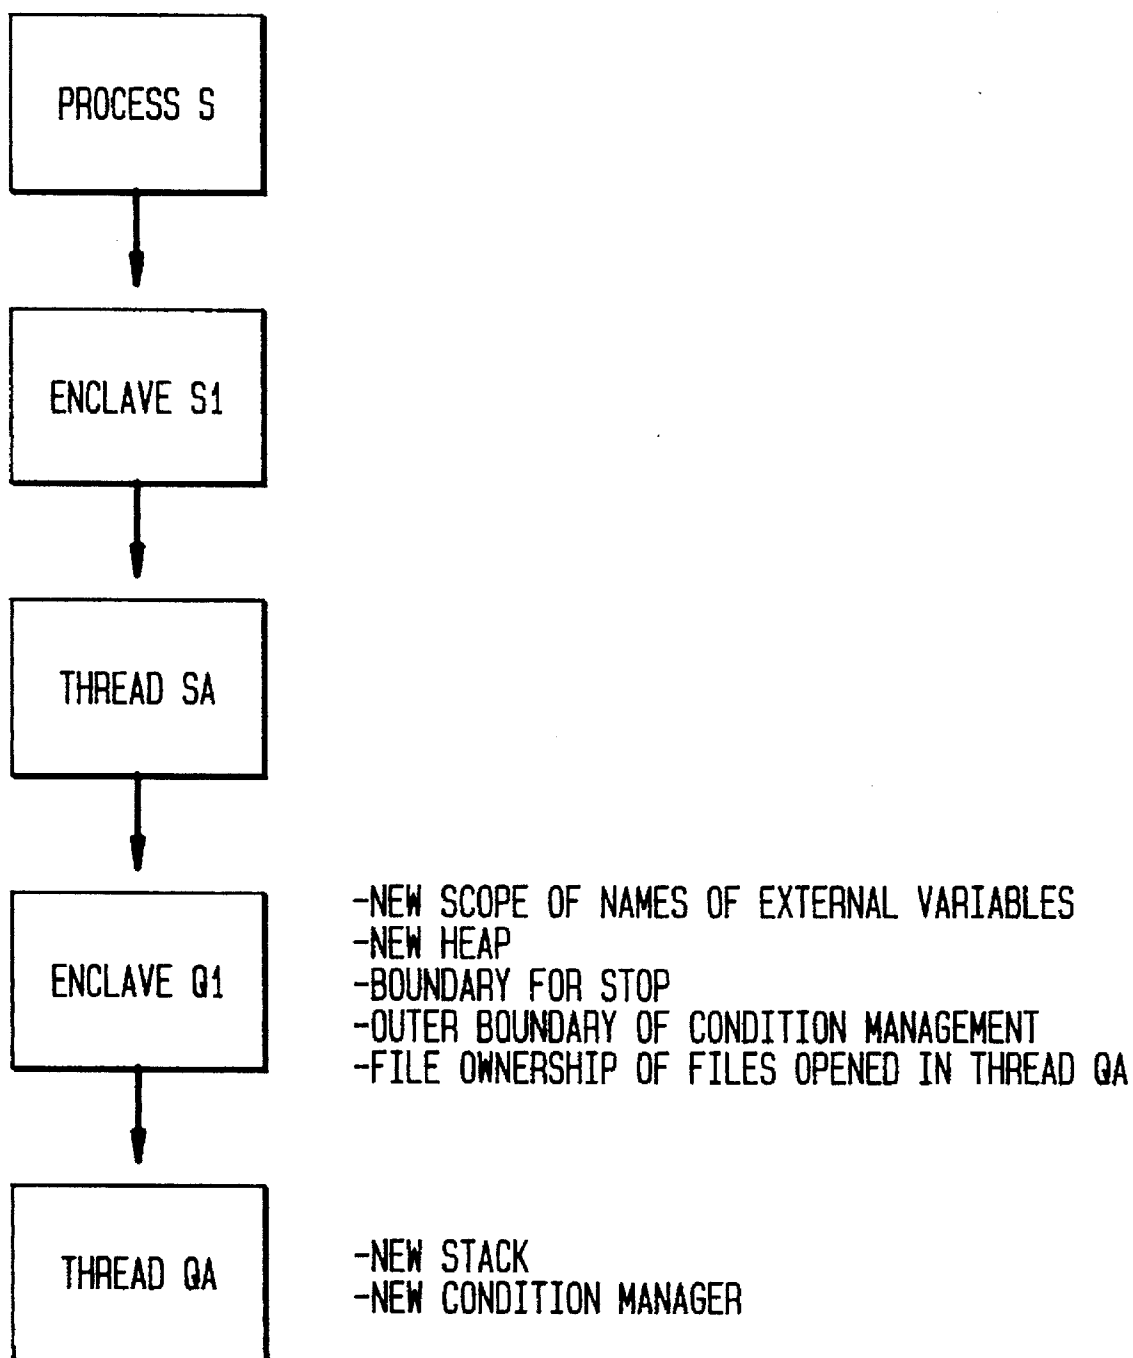 PROCESS S
ENCLAVE S1
THREAD SA
ENCLAVE Q1
-NEW SCOPE OF NAMES OF EXTERNAL VARIABLES
-NEW HEAP
-BOUNDARY FOR STOP
-OUTER BOUNDARY OF CONDITION MANAGEMENT
-FILE OWNERSHIP OF FILES OPENED IN THREAD QA
THREAD QA
-NEW STACK
-NEW CONDITION MANAGER